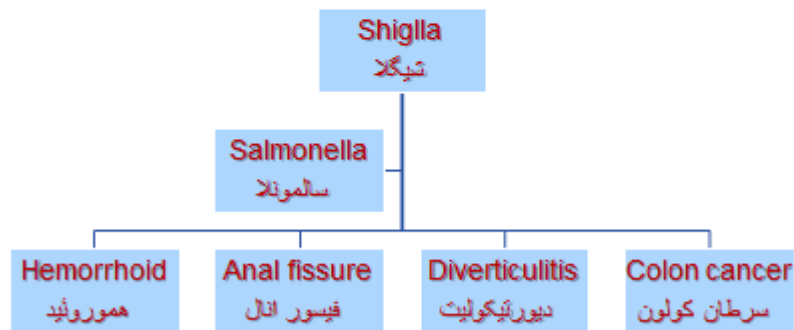 Shiglla
شیگلا
Salmonella
سالمونلا
Hemorrhoid
هموروئید
Anal fissure
فیسور انال
Diverticulitis
دیورتیکولیت
Colon cancer
سرطان کولون